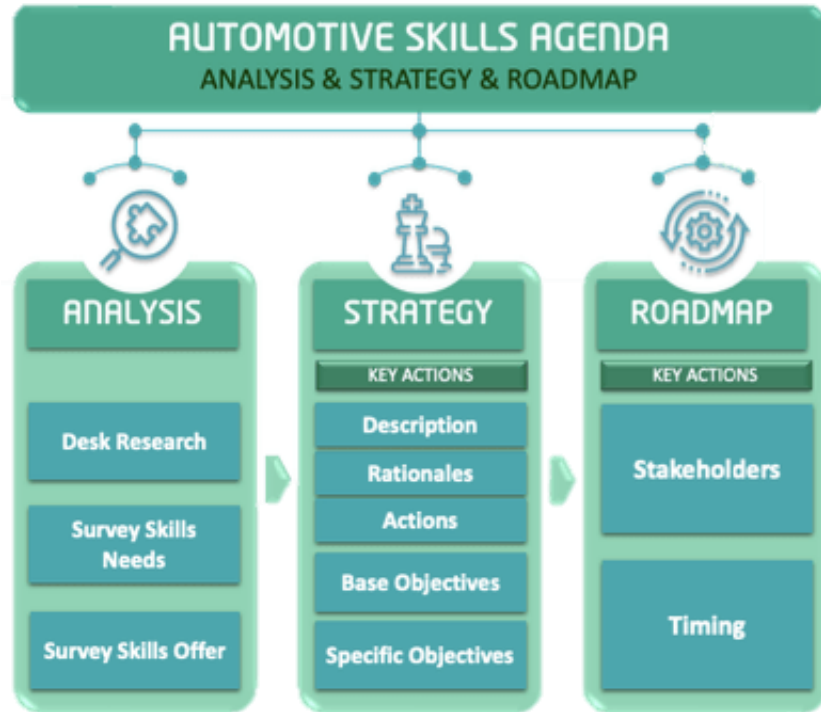 AUTOMOTIVE SKILLS AGENDA
ANALYSIS & STRATEGY & ROADMAP
ANALYSIS
Desk Research
Survey Skills
Needs
Survey Skills Offer
STRATEGY
KEY ACTIONS
Description
Rationales
Actions
Base Objectives
Specific Objectives
ROADMAP
KEY ACTIONS
Stakeholders
Timing